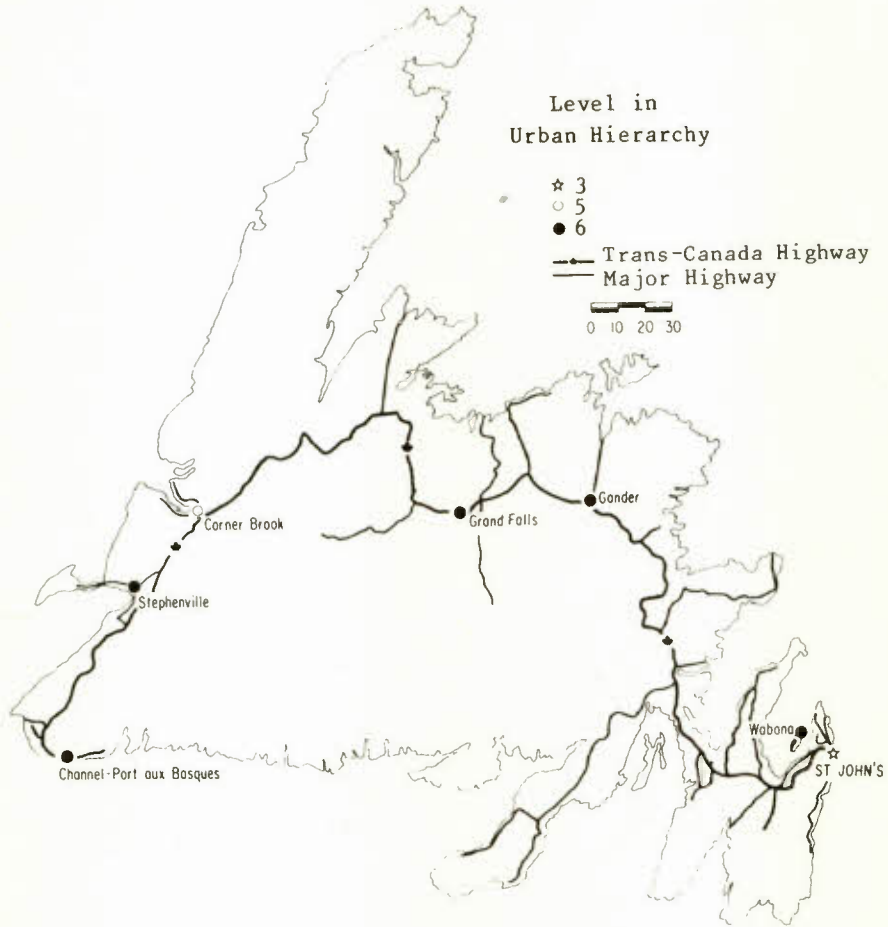 Level in
Urban Hierarchy
3
5
6
Trans-Canada Highway
Major Highway
0 10 20 30
Corner Brook
Grand Falls
Gander
Stephenville
Wabana
ST JOHN'S
Channel-Port aux Basques